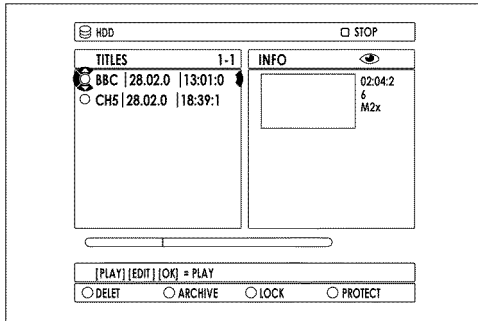 HDD STOP
TITLES 1-1 INFO
BBC |28.02.0 |13:01:0 02:04:2
6
CH5 |28.02.0 |18:39:1 M2x
[PLAY] [EDIT] [OK] = PLAY
DELET ARCHIVE LOCK PROTECT